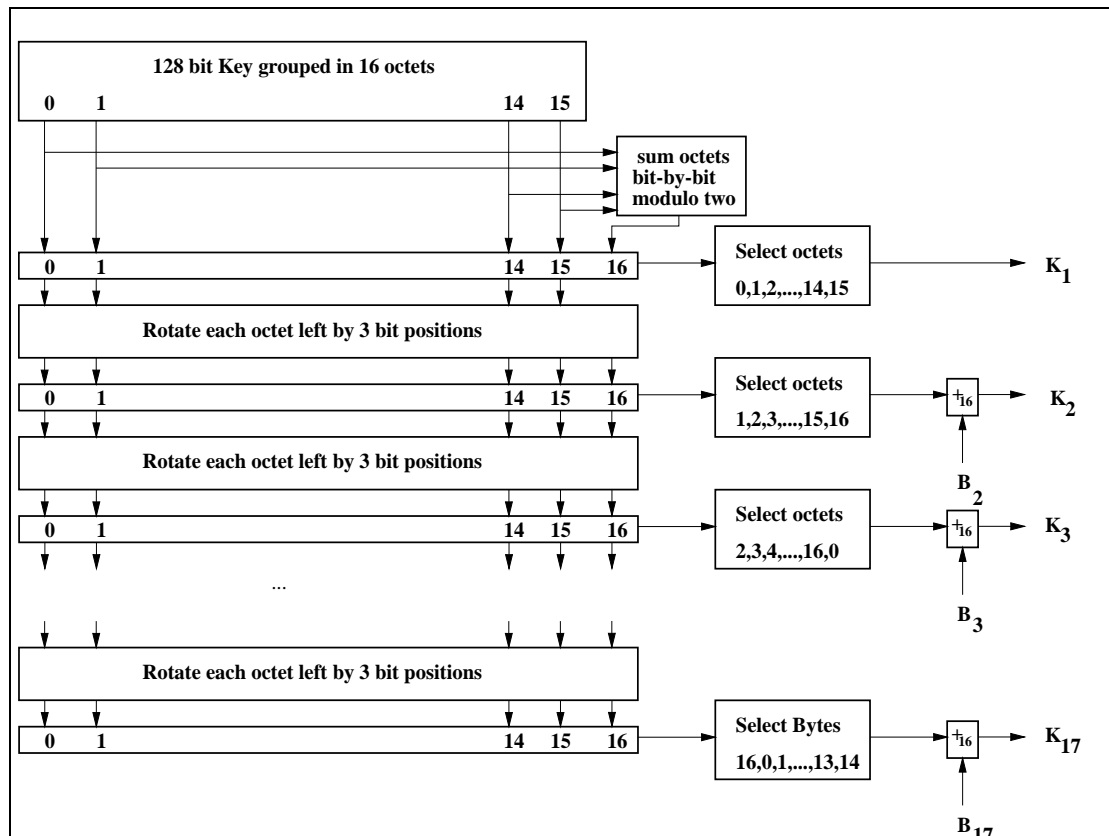 128 bit Key grouped in 16 octets
0 1 14 15
sum octets
bit-by-bit
modulo two
0 1 14 15 16
Select octets
0,1,2,...,14,15
K1
Rotate each octet left by 3 bit positions
0 1 14 15 16
Select octets
1,2,3,...,15,16
+16
K2
B2
Rotate each octet left by 3 bit positions
0 1 14 15 16
Select octets
2,3,4,...,16,0
+16
K3
B3
...
Rotate each octet left by 3 bit positions
0 1 14 15 16
Select Bytes
16,0,1,...,13,14
+16
K17
B17